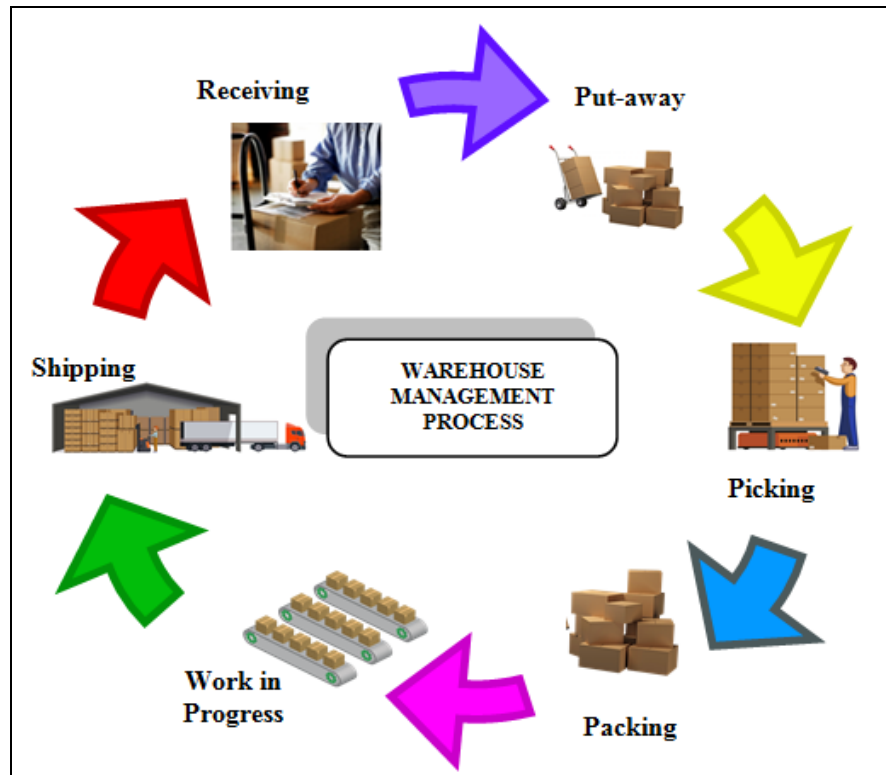 Receiving
Put-away
Shipping
WAREHOUSE
MANAGEMENT
PROCESS
Picking
Work in
Progress
Packing